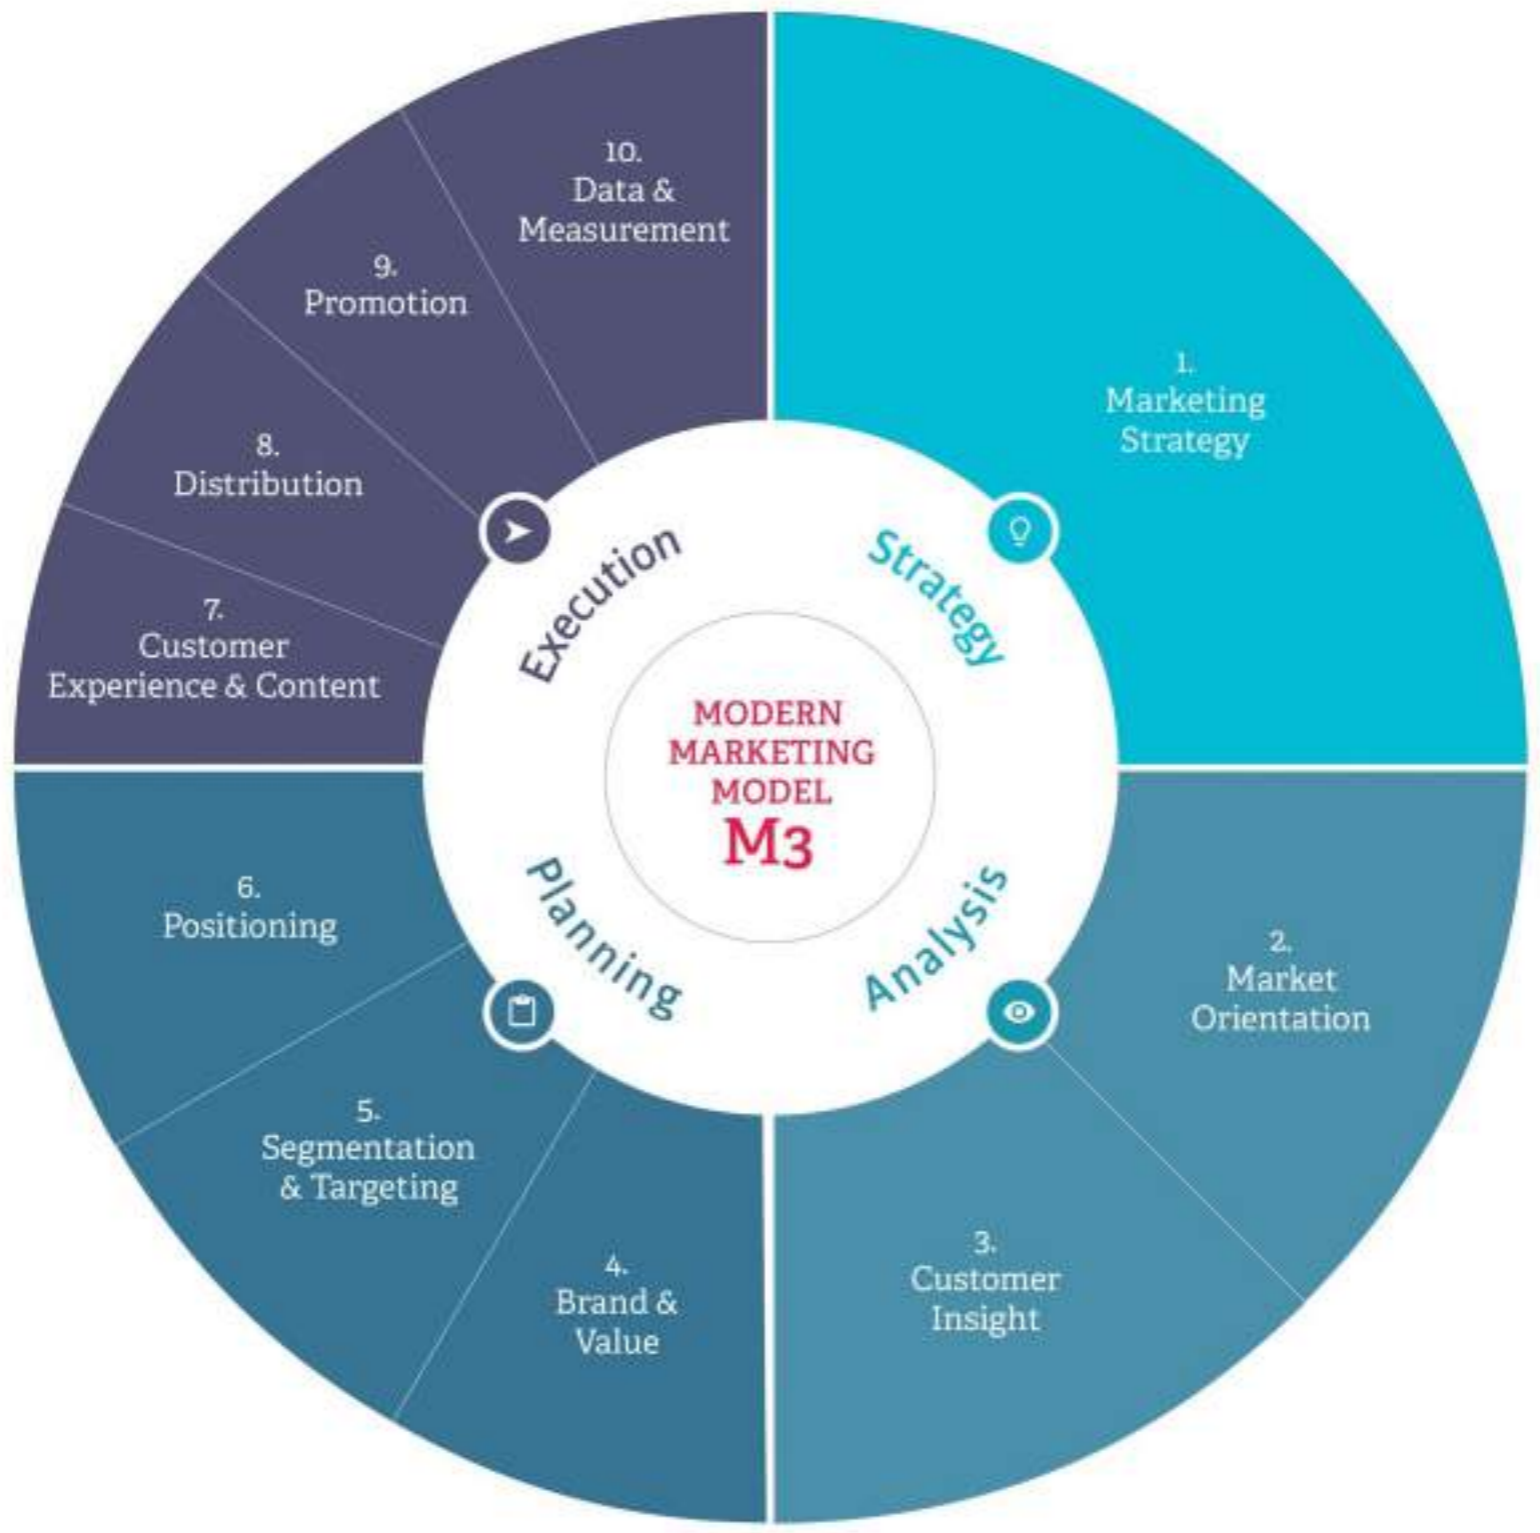 MODERN
MARKETING
MODEL
M3
Strategy
1.
Marketing
Strategy
Analysis
2.
Market
Orientation
3.
Customer
Insight
Planning
4.
Brand &
Value
5.
Segmentation
& Targeting
6.
Positioning
Execution
7.
Customer
Experience & Content
8.
Distribution
9.
Promotion
10.
Data &
Measurement